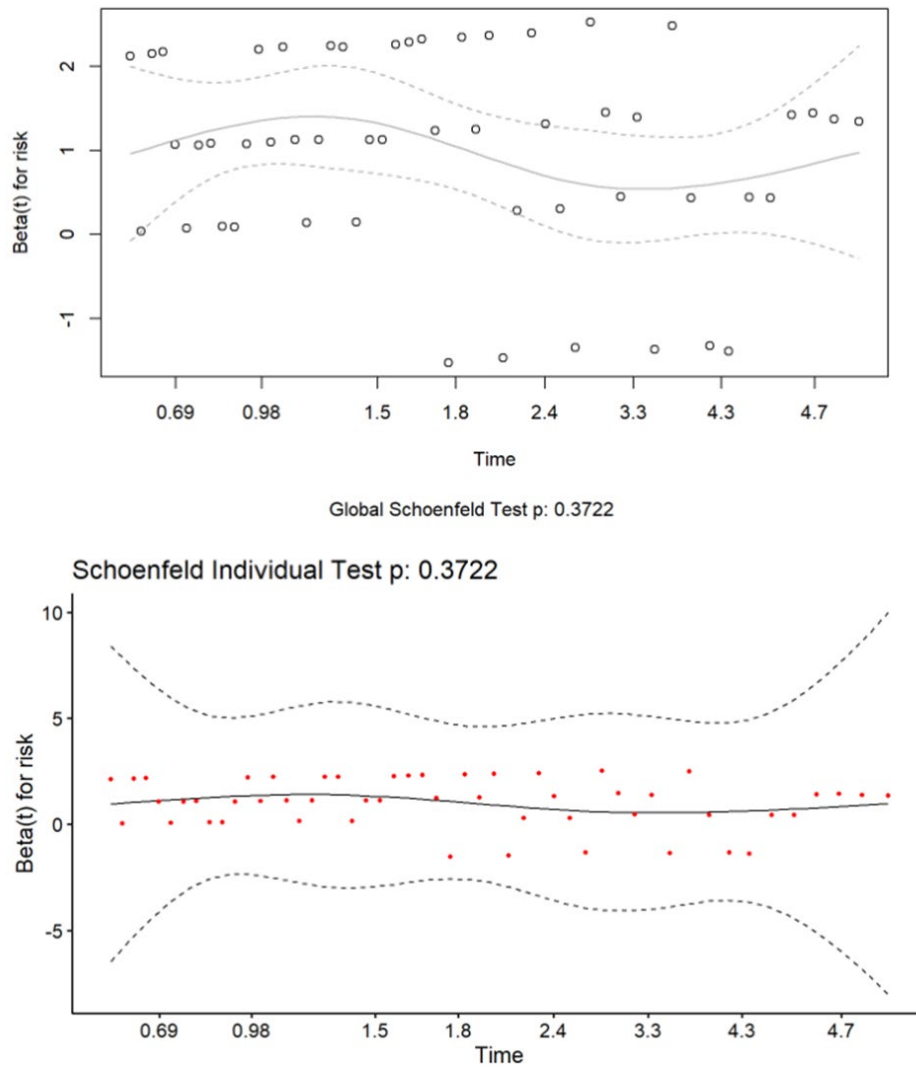 2
1
0
-1
Beta(t) for risk
0.69 0.98 1.5 1.8 2.4 3.3 4.3 4.7
Time
Global Schoenfeld Test p: 0.3722
Schoenfeld Individual Test p: 0.3722
10
5
0
-5
Beta(t) for risk
0.69 0.98 1.5 1.8 2.4 3.3 4.3 4.7
Time